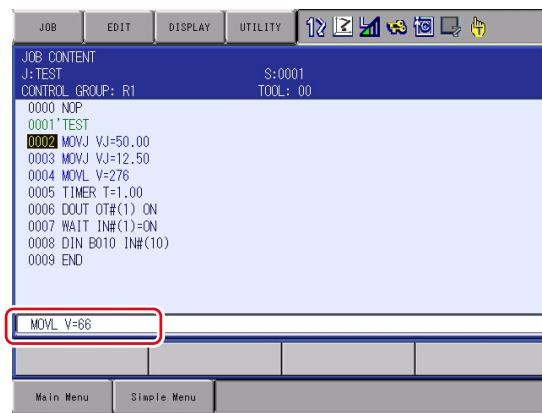 JOB EDIT DISPLAY UTILITY
JOB CONTENT
J:TEST S:0001
CONTROL GROUP: R1 TOOL: 00
0000 NOP
0001'TEST
0002 MOVJ VJ=50.00
0003 MOVJ VJ=12.50
0004 MOVL V=276
0005 TIMER T=1.00
0006 DOUT OT#(1) ON
0007 WAIT IN#(1)=ON
0008 DIN B010 IN#(10)
0009 END
MOVL V=66
Main Menu Simple Menu